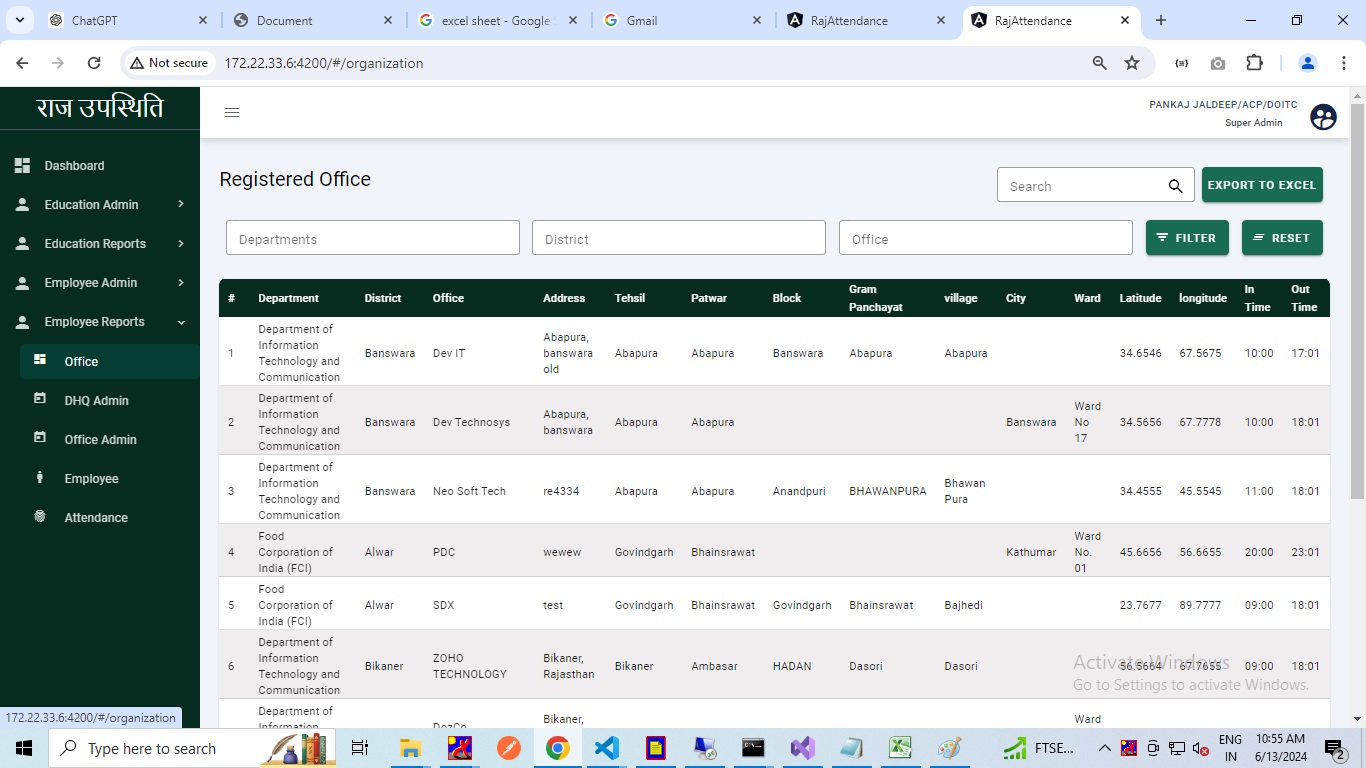 ChatGPT
Document
excel sheet - Google
Gmail
RajAttendance
RajAttendance
Not secure
172.22.33.6:4200/#/organization
राज उपस्थिति
PANKAJ JALDEEP/ACP/DOITC
Super Admin
Dashboard
Education Admin
Education Reports
Employee Admin
Employee Reports
Office
DHQ Admin
Office Admin
Employee
Attendance
Registered Office
Search
EXPORT TO EXCEL
Departments
District
Office
FILTER
RESET
# Department District Office Address Tehsil Patwar Block Gram Panchayat village City Ward Latitude longitude In Time Out Time
1 Department of Information Technology and Communication Banswara Dev IT Abapura, banswara old Abapura Abapura Banswara Abapura Abapura 34.6546 67.5675 10:00 17:01
2 Department of Information Technology and Communication Banswara Dev Technosys Abapura, banswara Abapura Abapura Banswara Ward No 17 34.5656 67.7778 10:00 18:01
3 Department of Information Technology and Communication Banswara Neo Soft Tech re4334 Abapura Abapura Anandpuri BHAWANPURA Bhawan Pura 34.4555 45.5545 11:00 18:01
4 Food Corporation of India (FCI) Alwar PDC wewew Govindgarh Bhainsrawat Kathumar Ward No. 01 45.6656 56.6655 20:00 23:01
5 Food Corporation of India (FCI) Alwar SDX test Govindgarh Bhainsrawat Govindgarh Bhainsrawat Bajhedi 23.7677 89.7777 09:00 18:01
6 Department of Information Technology and Communication Bikaner ZOHO TECHNOLOGY Bikaner, Rajasthan Bikaner Ambasar HADAN Dasori Dasori 09:00 18:01
Department of Bikaner, Ward
Activate Windows
Go to Settings to activate Windows.
172.22.33.6:4200/#/organization
Type here to search
FTSE...
ENG
IN
10:55 AM
6/13/2024
2